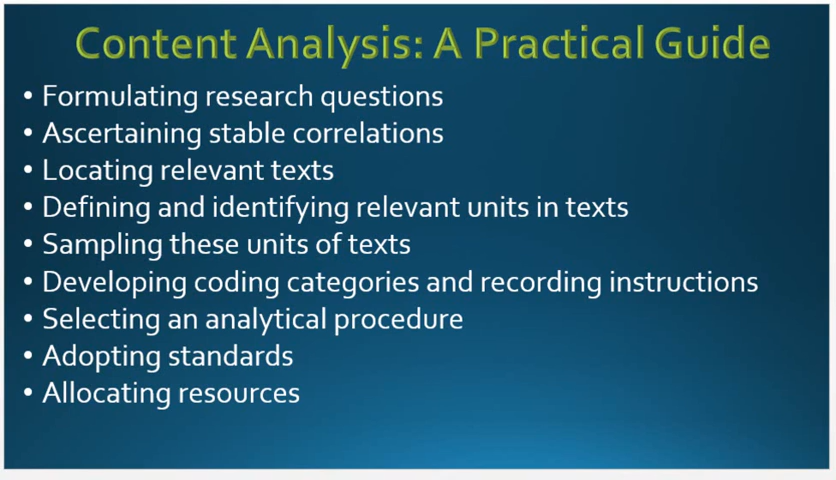 Content Analysis: A Practical Guide
• Formulating research questions
• Ascertaining stable correlations
• Locating relevant texts
• Defining and identifying relevant units in texts
• Sampling these units of texts
• Developing coding categories and recording instructions
• Selecting an analytical procedure
• Adopting standards
• Allocating resources